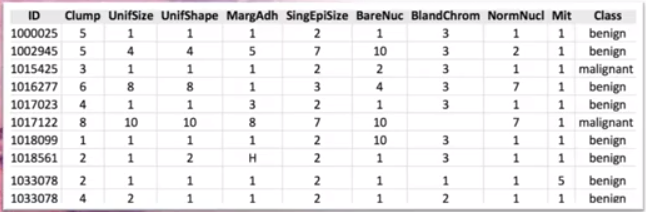 ID Clump UnifSize UnifShape MargAdh SingEpiSize BareNuc BlandChrom NormNucl Mit Class
1000025 5 1 1 1 2 1 3 1 1 benign
1002945 5 4 4 5 7 10 3 2 1 benign
1015425 3 1 1 1 2 2 3 1 1 malignant
1016277 6 8 8 1 3 4 3 7 1 benign
1017023 4 1 1 3 2 1 3 1 1 benign
1017122 8 10 10 8 7 10 7 1 malignant
1018099 1 1 1 1 2 10 3 1 1 benign
1018561 2 1 2 H 2 1 3 1 1 benign
1033078 2 1 1 1 2 1 1 1 5 benign
1033078 4 2 1 1 2 1 2 1 1 benign